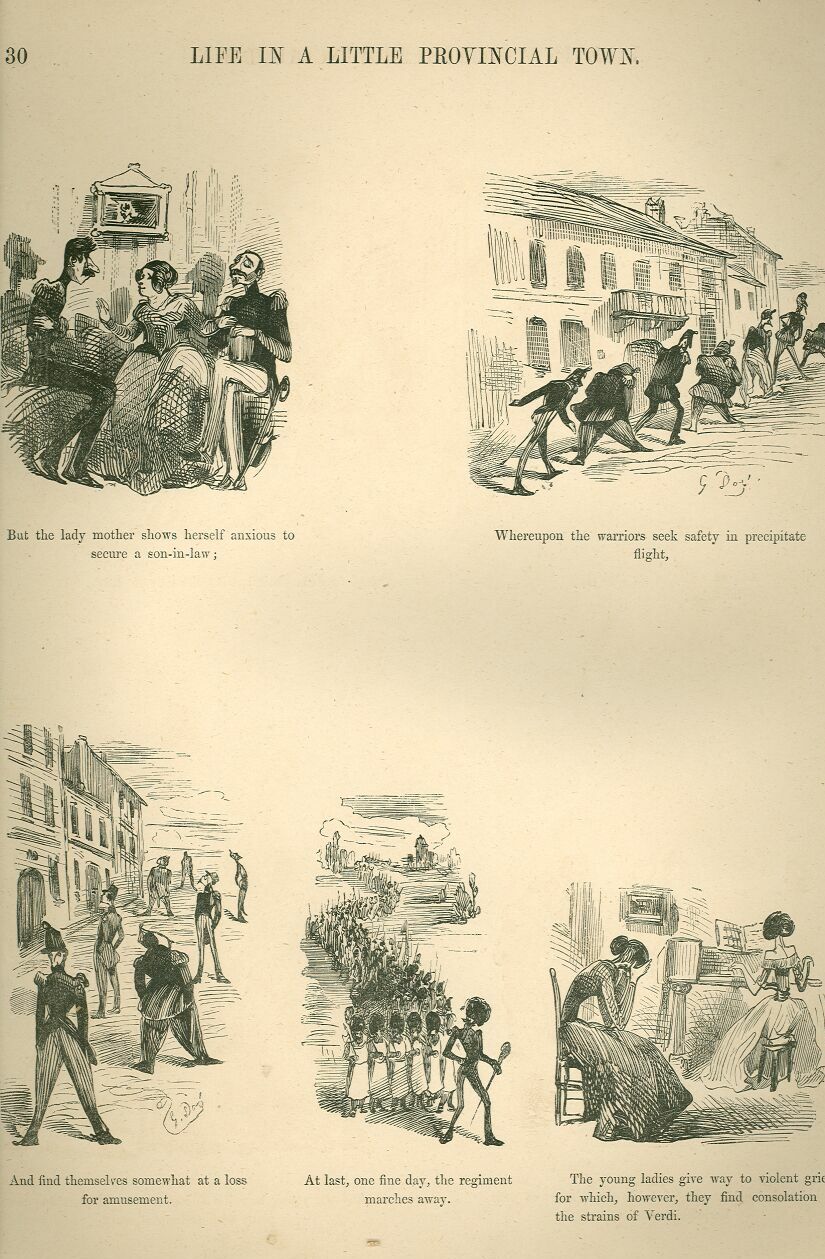 30
LIFE IN A LITTLE PROVINCIAL TOWN.
But the lady mother shows herself anxious to
secure a son-in-law ;
G Doré
Whereupon the warriors seek safety in precipitate
flight,
G. Doré
And find themselves somewhat at a loss
for amusement.
At last, one fine day, the regiment
marches away.
The young ladies give way to violent
for which, however, they find consolation
the strains of Verdi.